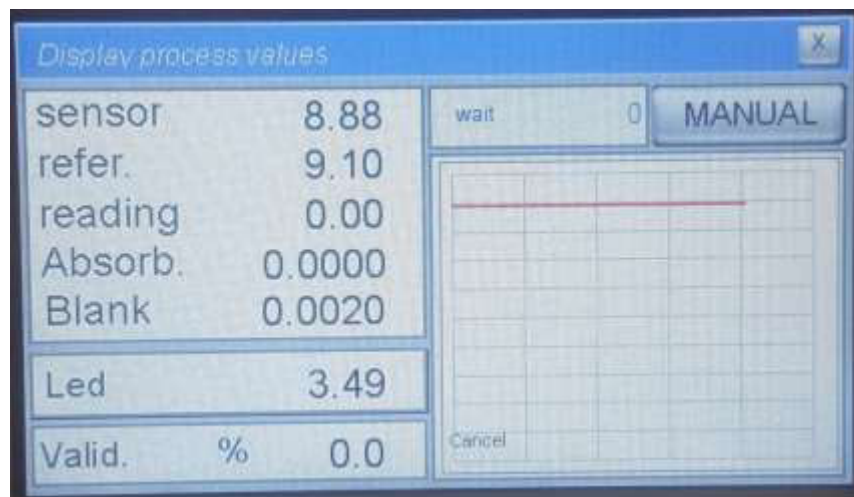 Display process values X
sensor 8.88
refer. 9.10
reading 0.00
Absorb. 0.0000
Blank 0.0020
Led 3.49
Valid. % 0.0
wait 0
MANUAL
Cancel